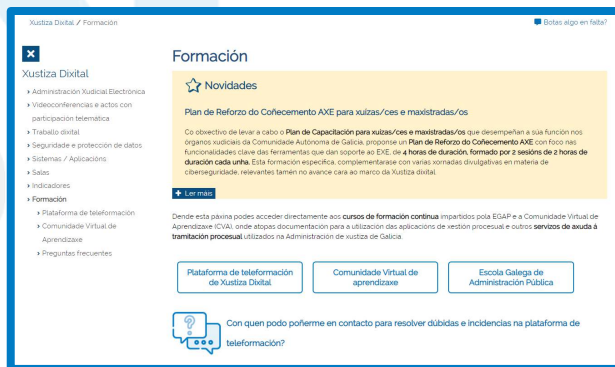 Xustiza Dixital / Formación
Botas algo en falta?
Xustiza Dixital
Administración Xudicial Electrónica
Videoconferencias e actos con
participación telemática
Traballo dixital
Seguridade e protección de datos
Sistemas / Aplicacións
Salas
Indicadores
Formación
Plataforma de teleformación
Comunidade Virtual de
Aprendizaxe
Preguntas frecuentes
Formación
Novidades
Plan de Reforzo do Coñecemento AXE para xuízas/ces e maxistradas/os
Co obxectivo de levar a cabo o Plan de Capacitación para xuízas/ces e maxistradas/os que desempeñan a súa función nos
órganos xudiciais da Comunidade Autónoma de Galicia, proponse un Plan de Reforzo do Coñecemento AXE con foco nas
funcionalidades clave das ferramentas que dan soporte ao EXE, de 4 horas de duración, formado por 2 sesións de 2 horas de
duración cada unha. Esta formación específica, complementarase con varias xornadas divulgativas en materia de
ciberseguridade, relevantes tamén no avance cara ao marco da Xustiza dixital.
+ Ler máis
Dende esta páxina podes acceder directamente aos cursos de formación continua impartidos pola EGAP e a Comunidade Virtual de
Aprendizaxe (CVA), onde atopas documentación para a utilización das aplicacións de xestión procesual e outros servizos de axuda á
tramitación procesual utilizados na Administración de xustiza de Galicia.
Plataforma de teleformación
de Xustiza Dixital
Comunidade Virtual de
aprendizaxe
Escola Galega de
Administración Pública
Con quen podo poñerme en contacto para resolver dúbidas e incidencias na plataforma de
teleformación?